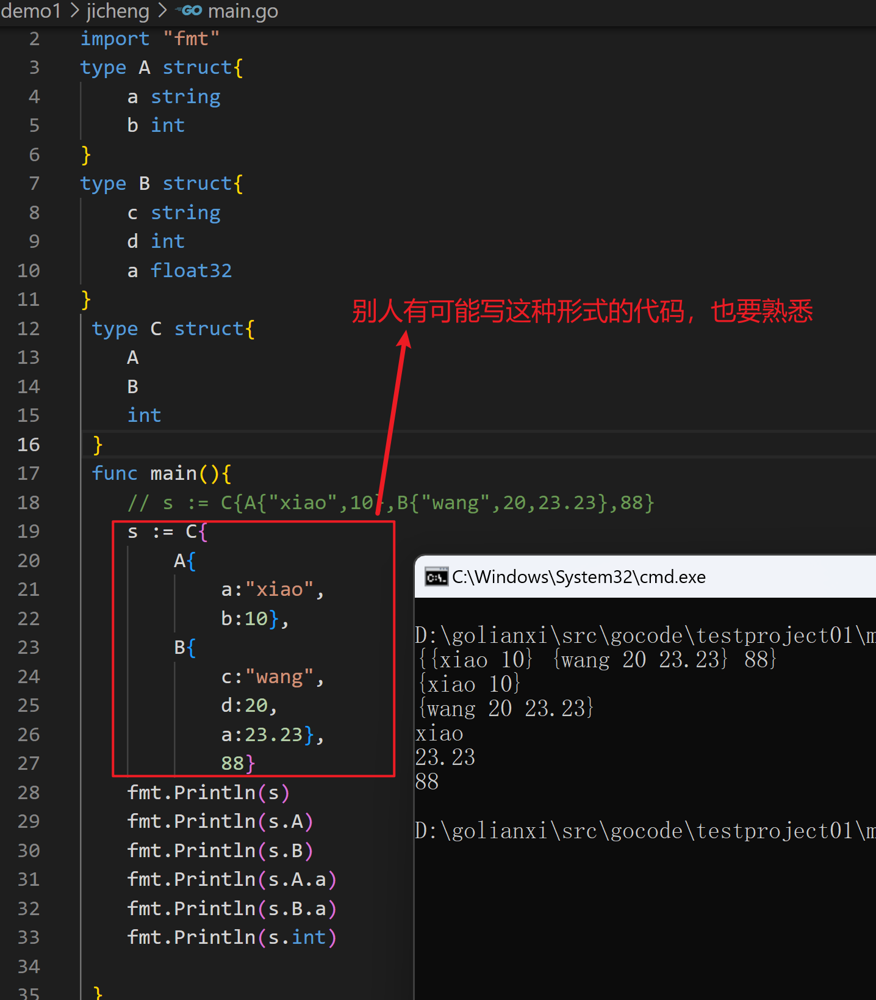 demo1 > jicheng > GO main.go
2 import "fmt"
3 type A struct{
4 a string
5 b int
6 }
7 type B struct{
8 c string
9 d int
10 a float32
11 }
别人有可能写这种形式的代码，也要熟悉
12 type C struct{
13 A
14 B
15 int
16 }
17 func main(){
18 // s := C{A{"xiao",10},B{"wang",20,23.23},88}
19 s := C{
20 A{
21 a:"xiao",
22 b:10},
23 B{
24 c:"wang",
25 d:20,
26 a:23.23},
27 88}
28 fmt.Println(s)
29 fmt.Println(s.A)
30 fmt.Println(s.B)
31 fmt.Println(s.A.a)
32 fmt.Println(s.B.a)
33 fmt.Println(s.int)
34
35 }
C:\Windows\System32\cmd.exe
D:\golianxi\src\gocode\testproject01\m
{{xiao 10} {wang 20 23.23} 88}
{xiao 10}
{wang 20 23.23}
xiao
23.23
88
D:\golianxi\src\gocode\testproject01\m